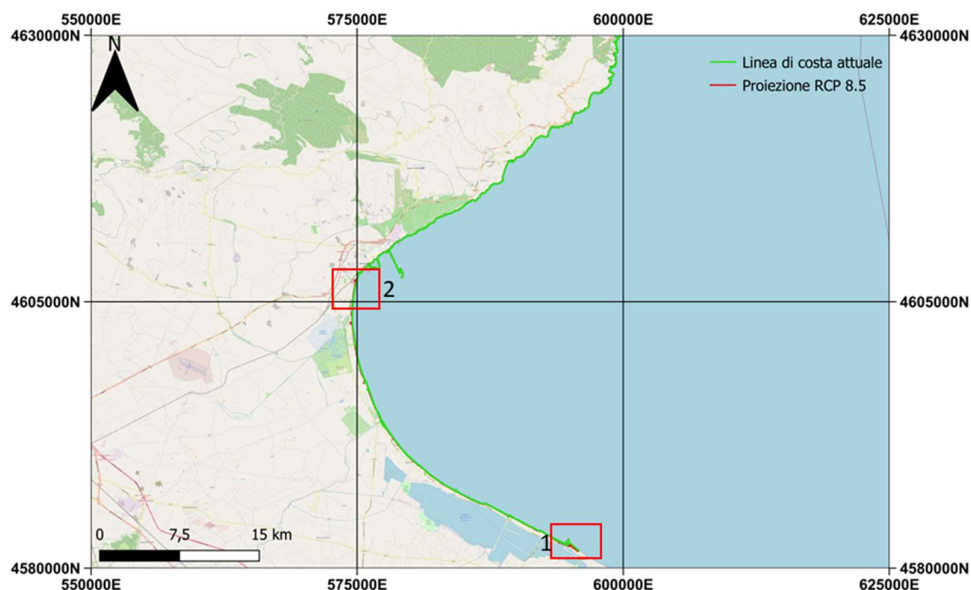 550000E 575000E 600000E 625000E
4630000N 4630000N
N
Linea di costa attuale
Proiezione RCP 8.5
2
4605000N 4605000N
1
0 7,5 15 km
4580000N 4580000N
550000E 575000E 600000E 625000E